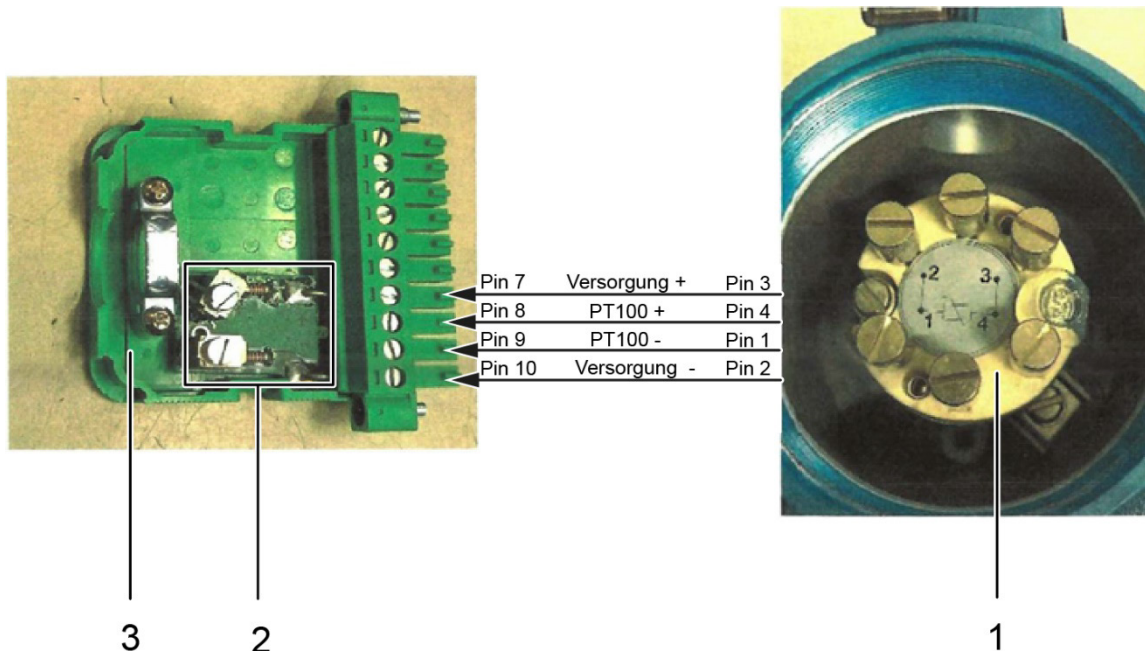 Pin 7 Versorgung + Pin 3
Pin 8 PT100 + Pin 4
Pin 9 PT100 - Pin 1
Pin 10 Versorgung - Pin 2
2 3
1 4
3 2 1